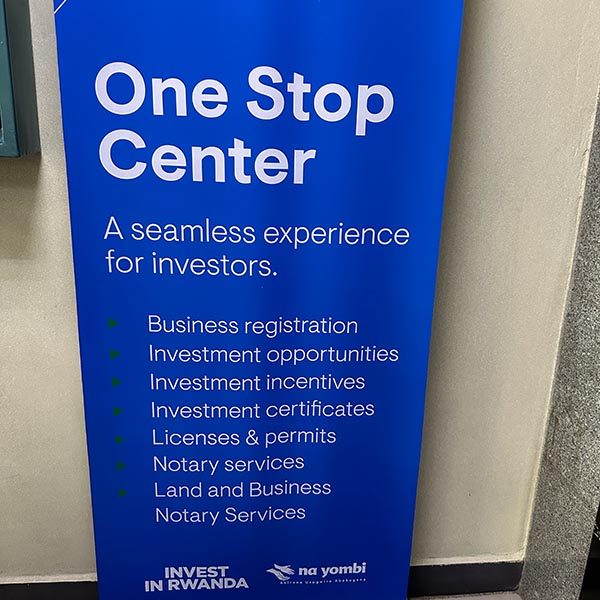 One Stop
Center
A seamless experience
for investors.
Business registration
Investment opportunities
Investment incentives
Investment certificates
Licenses & permits
Notary services
Land and Business
Notary Services
INVEST
IN RWANDA
na yombi